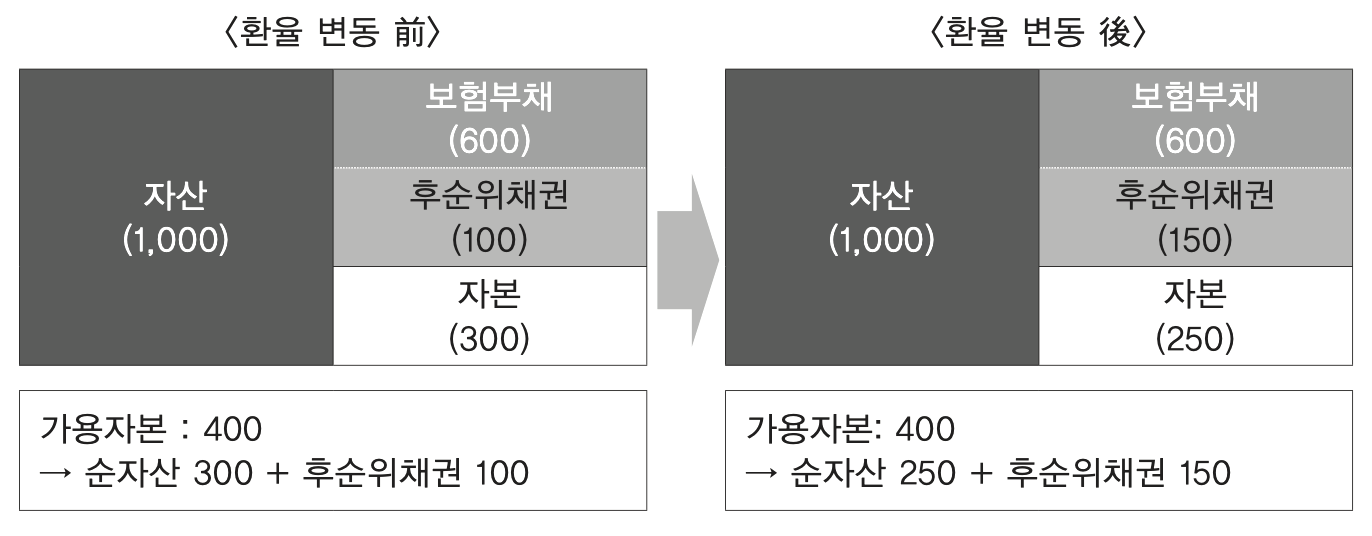 〈환율 변동 前〉
자산
(1,000)
보험부채
(600)
후순위채권
(100)
자본
(300)
가용자본 : 400
→ 순자산 300 + 후순위채권 100
〈환율 변동 後〉
자산
(1,000)
보험부채
(600)
후순위채권
(150)
자본
(250)
가용자본: 400
→ 순자산 250 + 후순위채권 150